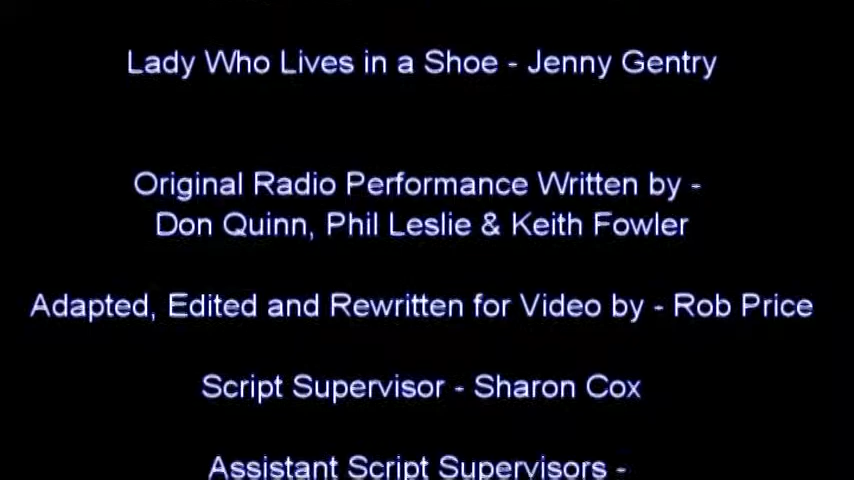 Lady Who Lives in a Shoe - Jenny Gentry
Original Radio Performance Written by -
Don Quinn, Phil Leslie & Keith Fowler
Adapted, Edited and Rewritten for Video by - Rob Price
Script Supervisor - Sharon Cox
Assistant Script Supervisors -